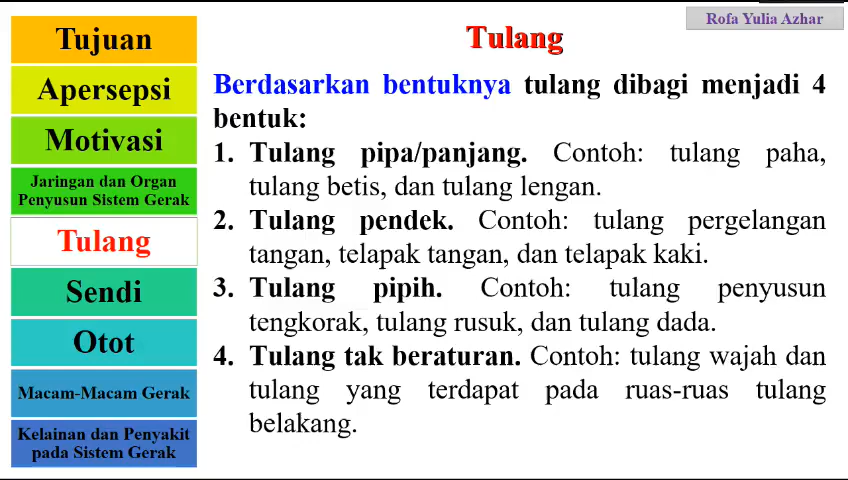 Rofa Yulia Azhar
Tujuan
Apersepsi
Motivasi
Jaringan dan Organ
Penyusun Sistem Gerak
Tulang
Sendi
Otot
Macam-Macam Gerak
Kelainan dan Penyakit
pada Sistem Gerak
Tulang
Berdasarkan bentuknya tulang dibagi menjadi 4
bentuk:
1. Tulang pipa/panjang. Contoh: tulang paha,
tulang betis, dan tulang lengan.
2. Tulang pendek. Contoh: tulang pergelangan
tangan, telapak tangan, dan telapak kaki.
3. Tulang pipih. Contoh: tulang penyusun
tengkorak, tulang rusuk, dan tulang dada.
4. Tulang tak beraturan. Contoh: tulang wajah dan
tulang yang terdapat pada ruas-ruas tulang
belakang.